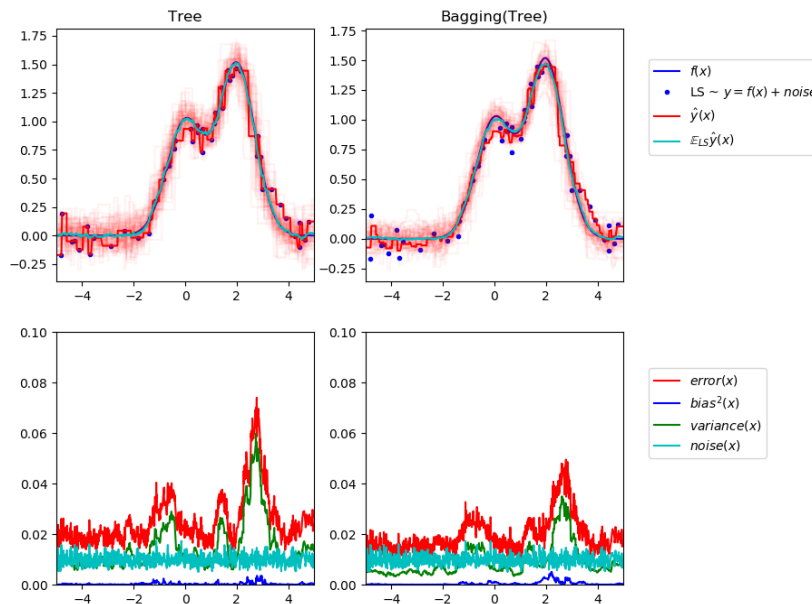 Tree
Bagging(Tree)
1.75
1.50
1.25
1.00
0.75
0.50
0.25
0.00
−0.25
−4 −2 0 2 4
1.75
1.50
1.25
1.00
0.75
0.50
0.25
0.00
−0.25
−4 −2 0 2 4
f(x)
LS ~ y = f(x) + noise
ŷ(x)
𝔼LS ŷ(x)
0.10
0.08
0.06
0.04
0.02
0.00
−4 −2 0 2 4
0.10
0.08
0.06
0.04
0.02
0.00
−4 −2 0 2 4
error(x)
bias²(x)
variance(x)
noise(x)